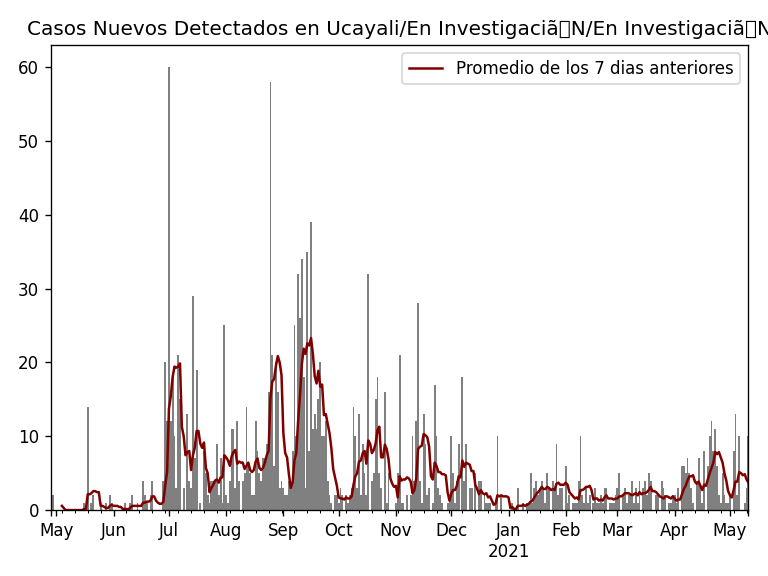 Casos Nuevos Detectados en Ucayali/En Investigaciã▯N/En Investigaciã▯N
Promedio de los 7 dias anteriores
60
50
40
30
20
10
0
May Jun Jul Aug Sep Oct Nov Dec Jan Feb Mar Apr May
2021